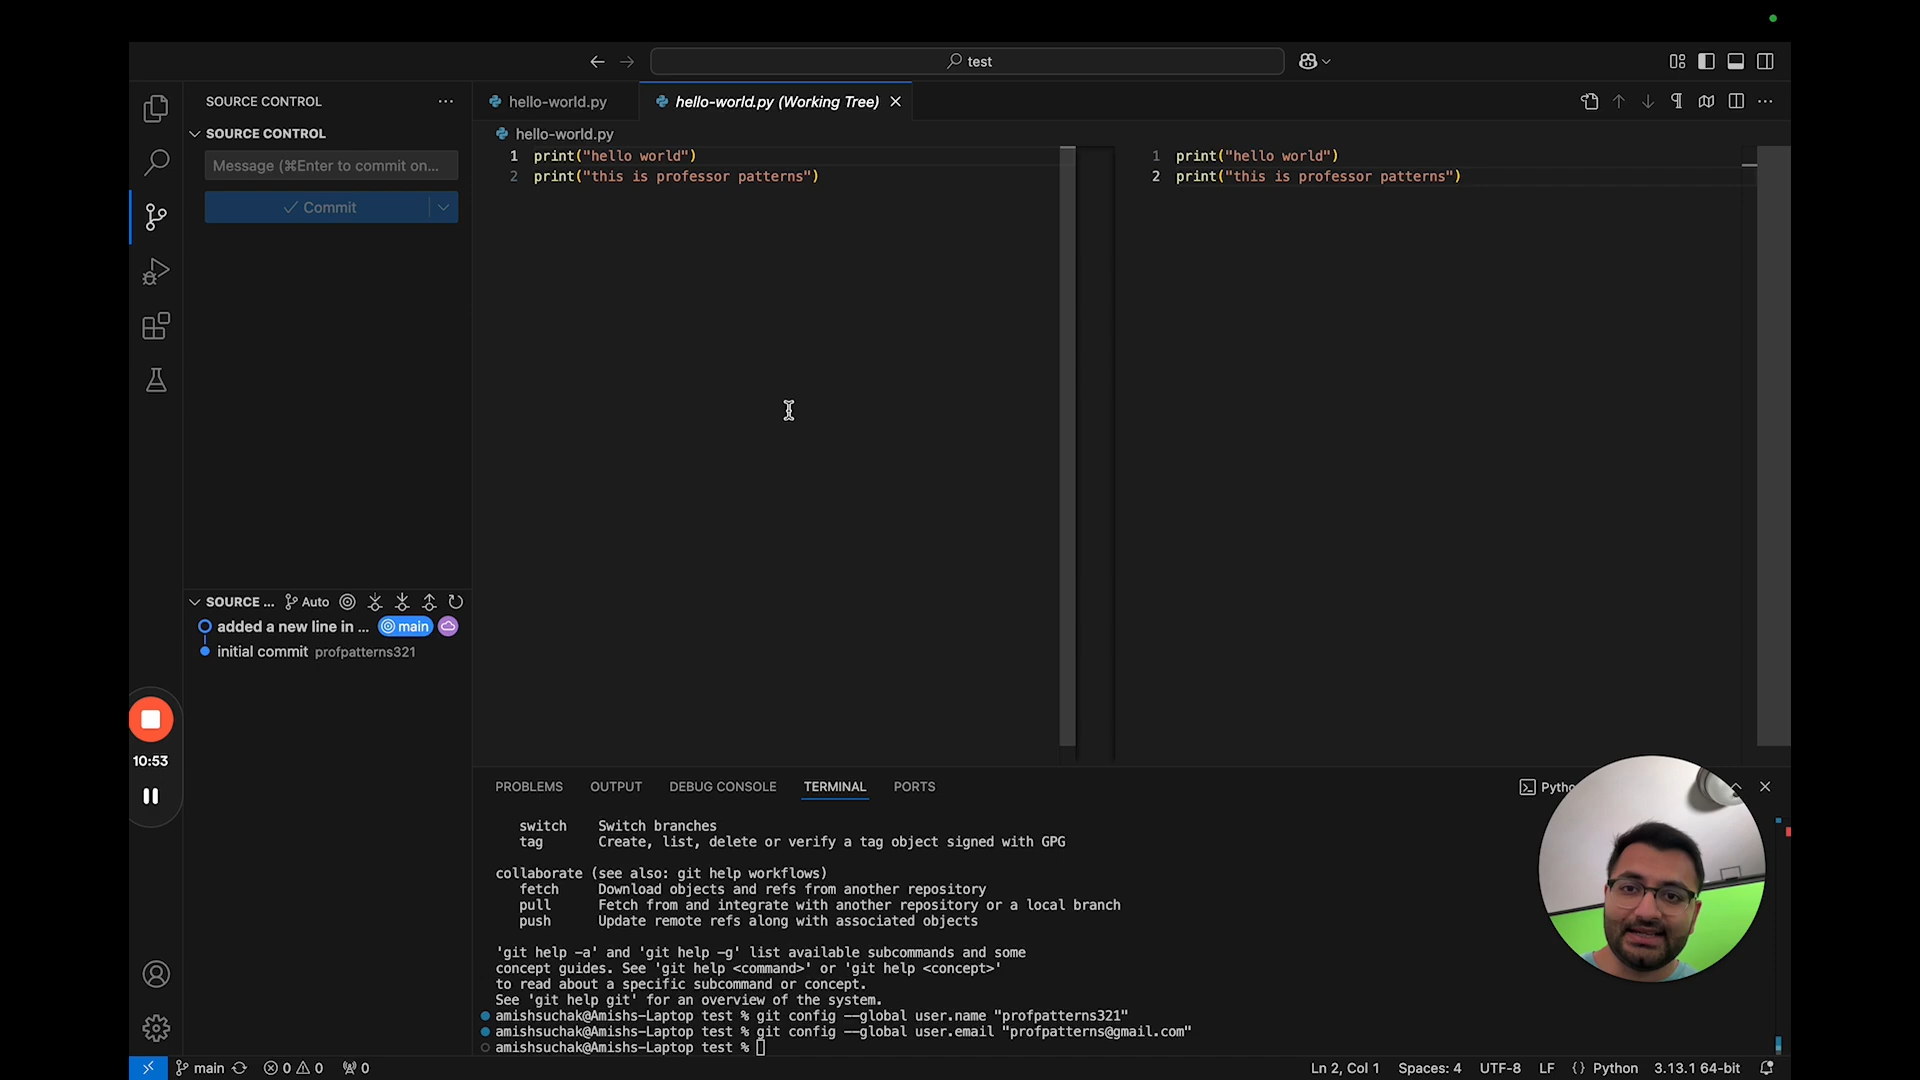 test
SOURCE CONTROL
hello-world.py
hello-world.py (Working Tree)
SOURCE CONTROL
hello-world.py
Message (⌘Enter to commit on...
1 print("hello world")
2 print("this is professor patterns")
1 print("hello world")
2 print("this is professor patterns")
Commit
SOURCE ... Auto
added a new line in ... main
initial commit profpatterns321
10:53
PROBLEMS OUTPUT DEBUG CONSOLE TERMINAL PORTS
switch Switch branches
tag Create, list, delete or verify a tag object signed with GPG
collaborate (see also: git help workflows)
fetch Download objects and refs from another repository
pull Fetch from and integrate with another repository or a local branch
push Update remote refs along with associated objects
'git help -a' and 'git help -g' list available subcommands and some
concept guides. See 'git help <command>' or 'git help <concept>'
to read about a specific subcommand or concept.
See 'git help git' for an overview of the system.
amishsuchak@Amishs-Laptop test % git config --global user.name "profpatterns321"
amishsuchak@Amishs-Laptop test % git config --global user.email "profpatterns@gmail.com"
amishsuchak@Amishs-Laptop test %
main 0 0 0
Ln 2, Col 1 Spaces: 4 UTF-8 LF {} Python 3.13.1 64-bit